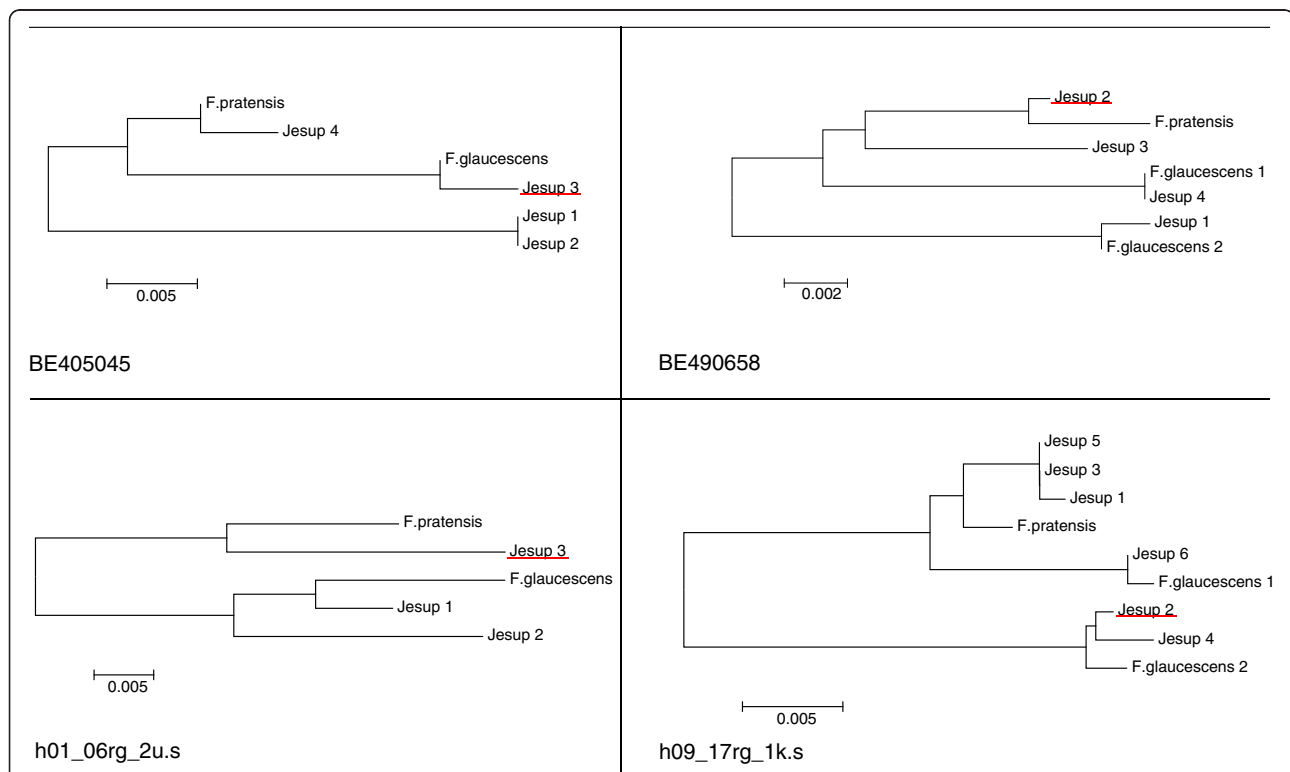 F.pratensis
Jesup 4
F.glaucescens
Jesup 3
Jesup 1
Jesup 2
0.005
BE405045
Jesup 2
F.pratensis
Jesup 3
F.glaucescens 1
Jesup 4
Jesup 1
F.glaucescens 2
0.002
BE490658
F.pratensis
Jesup 3
F.glaucescens
Jesup 1
Jesup 2
0.005
h01_06rg_2u.s
Jesup 5
Jesup 3
Jesup 1
F.pratensis
Jesup 6
F.glaucescens 1
Jesup 2
Jesup 4
F.glaucescens 2
0.005
h09_17rg_1k.s